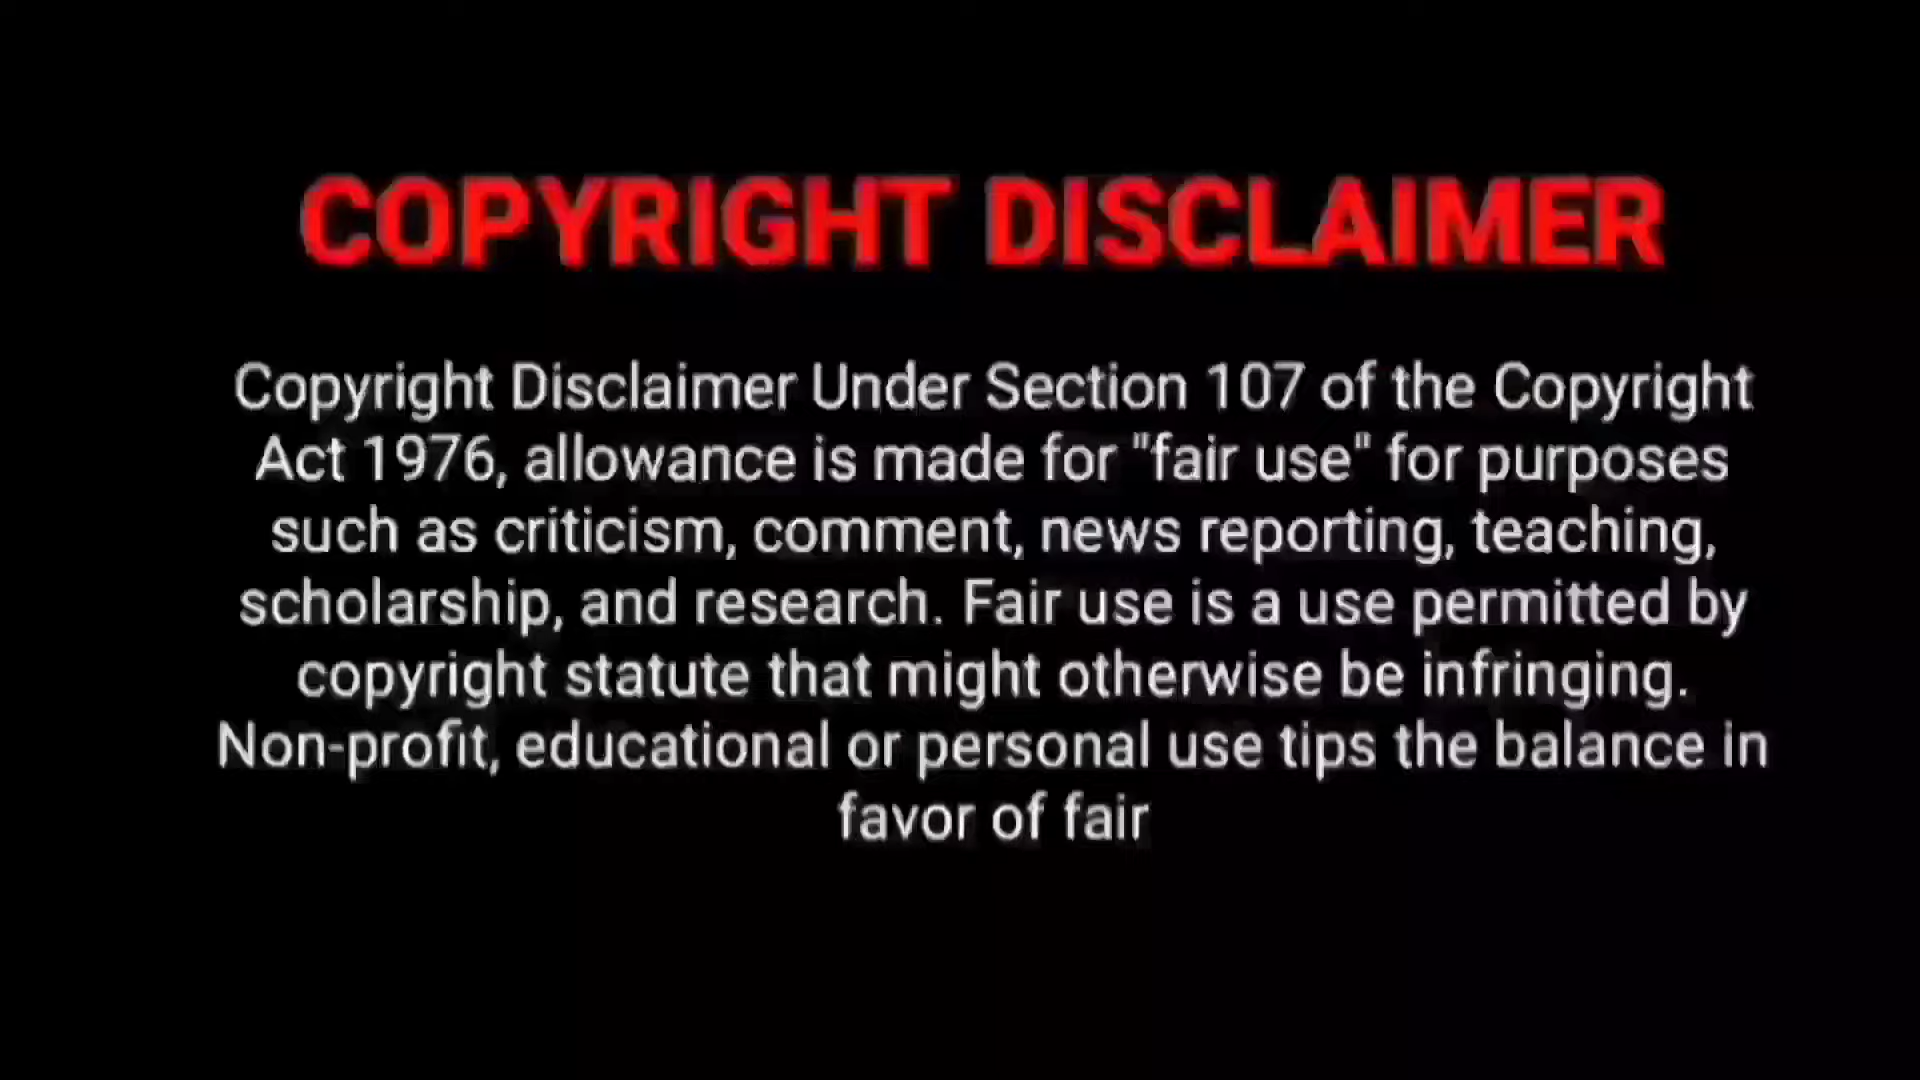 COPYRIGHT DISCLAIMER
Copyright Disclaimer Under Section 107 of the Copyright
Act 1976, allowance is made for "fair use" for purposes
such as criticism, comment, news reporting, teaching,
scholarship, and research. Fair use is a use permitted by
copyright statute that might otherwise be infringing.
Non-profit, educational or personal use tips the balance in
favor of fair